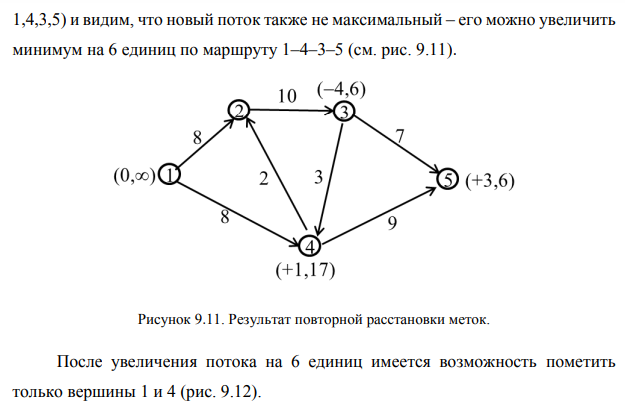 1,4,3,5) и видим, что новый поток также не максимальный – его можно увеличить
минимум на 6 единиц по маршруту 1–4–3–5 (см. рис. 9.11).
10 (–4,6)
2 3
8 7
(0,∞) 1 2 3 5 (+3,6)
8 9
4
(+1,17)
Рисунок 9.11. Результат повторной расстановки меток.
После увеличения потока на 6 единиц имеется возможность пометить
только вершины 1 и 4 (рис. 9.12).